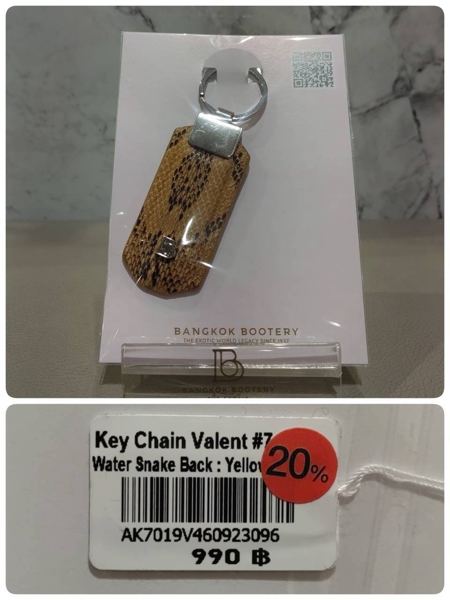 BANGKOK BOOTERY
THE EXOTIC WORLD LEGACY SINCE 1937
B
BANGKOK BOOTERY
Key Chain Valent #7
Water Snake Back : Yellow
20%
AK7019V460923096
990 ฿